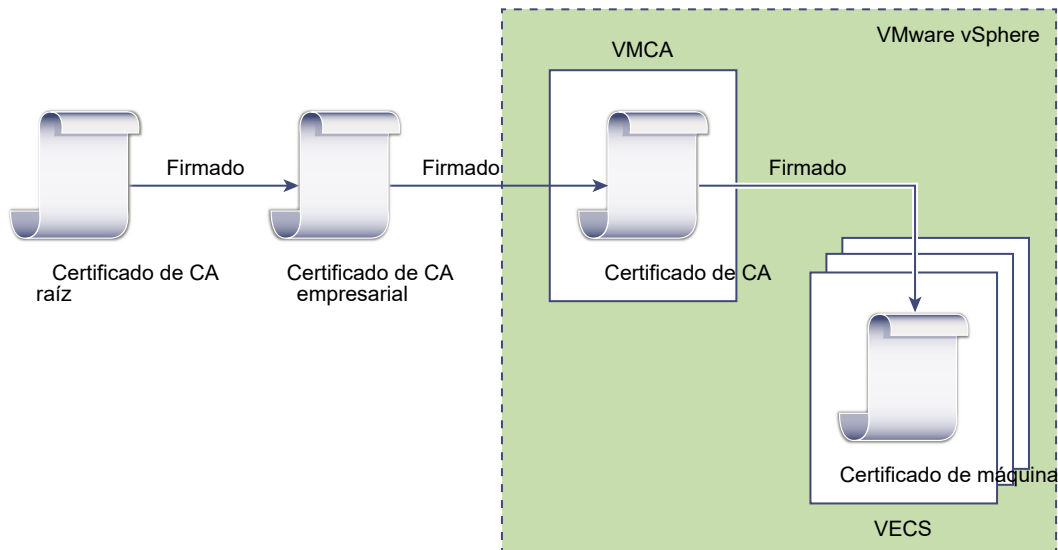 VMware vSphere
VMCA
Firmado
Firmado
Firmado
Certificado de CA
raíz
Certificado de CA
empresarial
Certificado de CA
Certificado de máquina
VECS